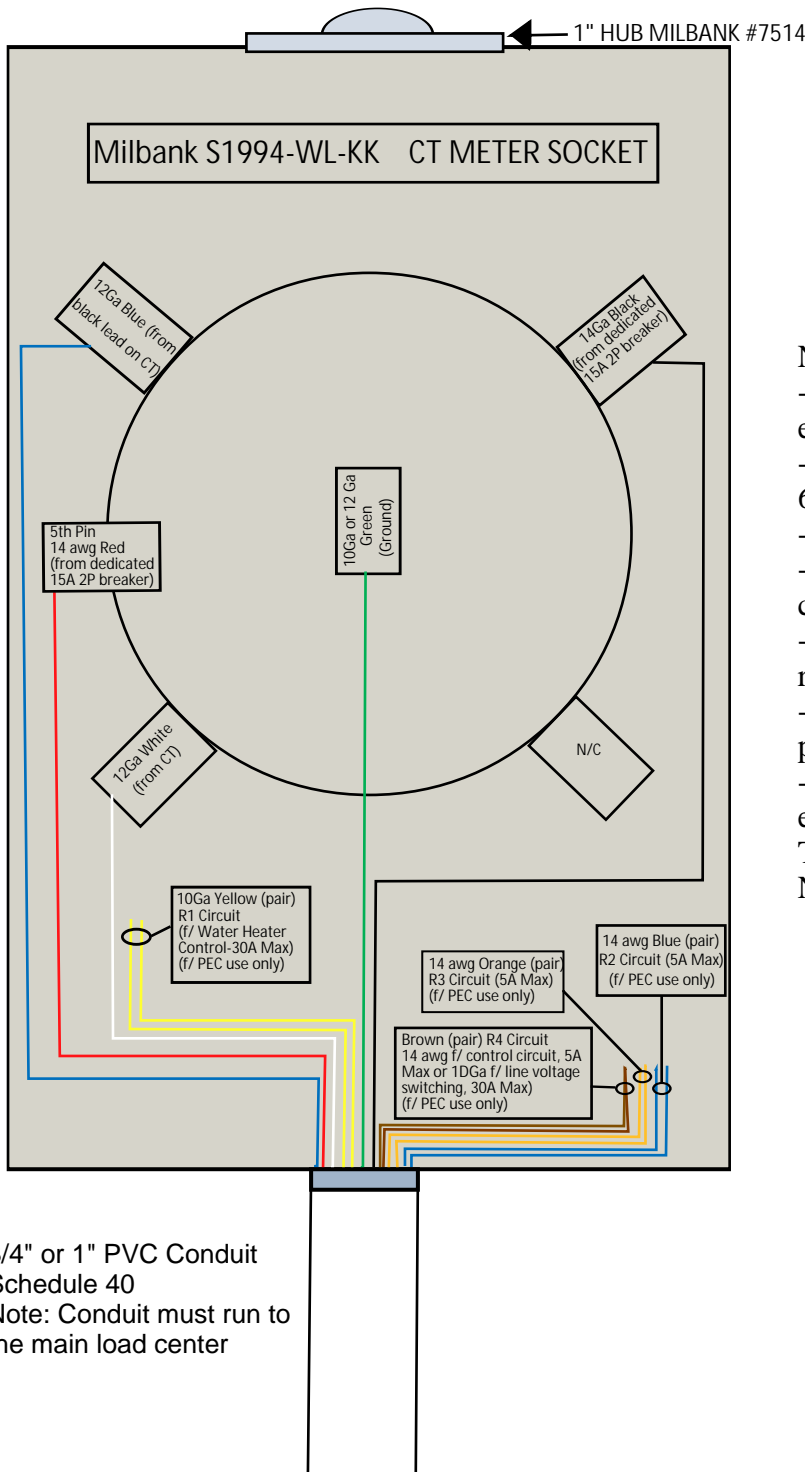 1" HUB MILBANK #7514
Milbank S1994-WL-KK CT METER SOCKET
12Ga Blue (from
black lead on CT)
14Ga Black
(from dedicated
15A 2P breaker)
10Ga or 12 Ga
Green
(Ground)
5th Pin
14 awg Red
(from dedicated
15A 2P breaker)
12Ga White
(from CT)
N/C
10Ga Yellow (pair)
R1 Circuit
(f/ Water Heater
Control-30A Max)
(f/ PEC use only)
14 awg Orange (pair)
R3 Circuit (5A Max)
(f/ PEC use only)
14 awg Blue (pair)
R2 Circuit (5A Max)
(f/ PEC use only)
Brown (pair) R4 Circuit
14 awg f/ control circuit, 5A
Max or 1DGa f/ line voltage
switching, 30A Max)
(f/ PEC use only)
/4" or 1" PVC Conduit
Schedule 40
Note: Conduit must run to
he main load center
N
-
e
-
6
-
-
c
-
n
-
p
-
e
T
N